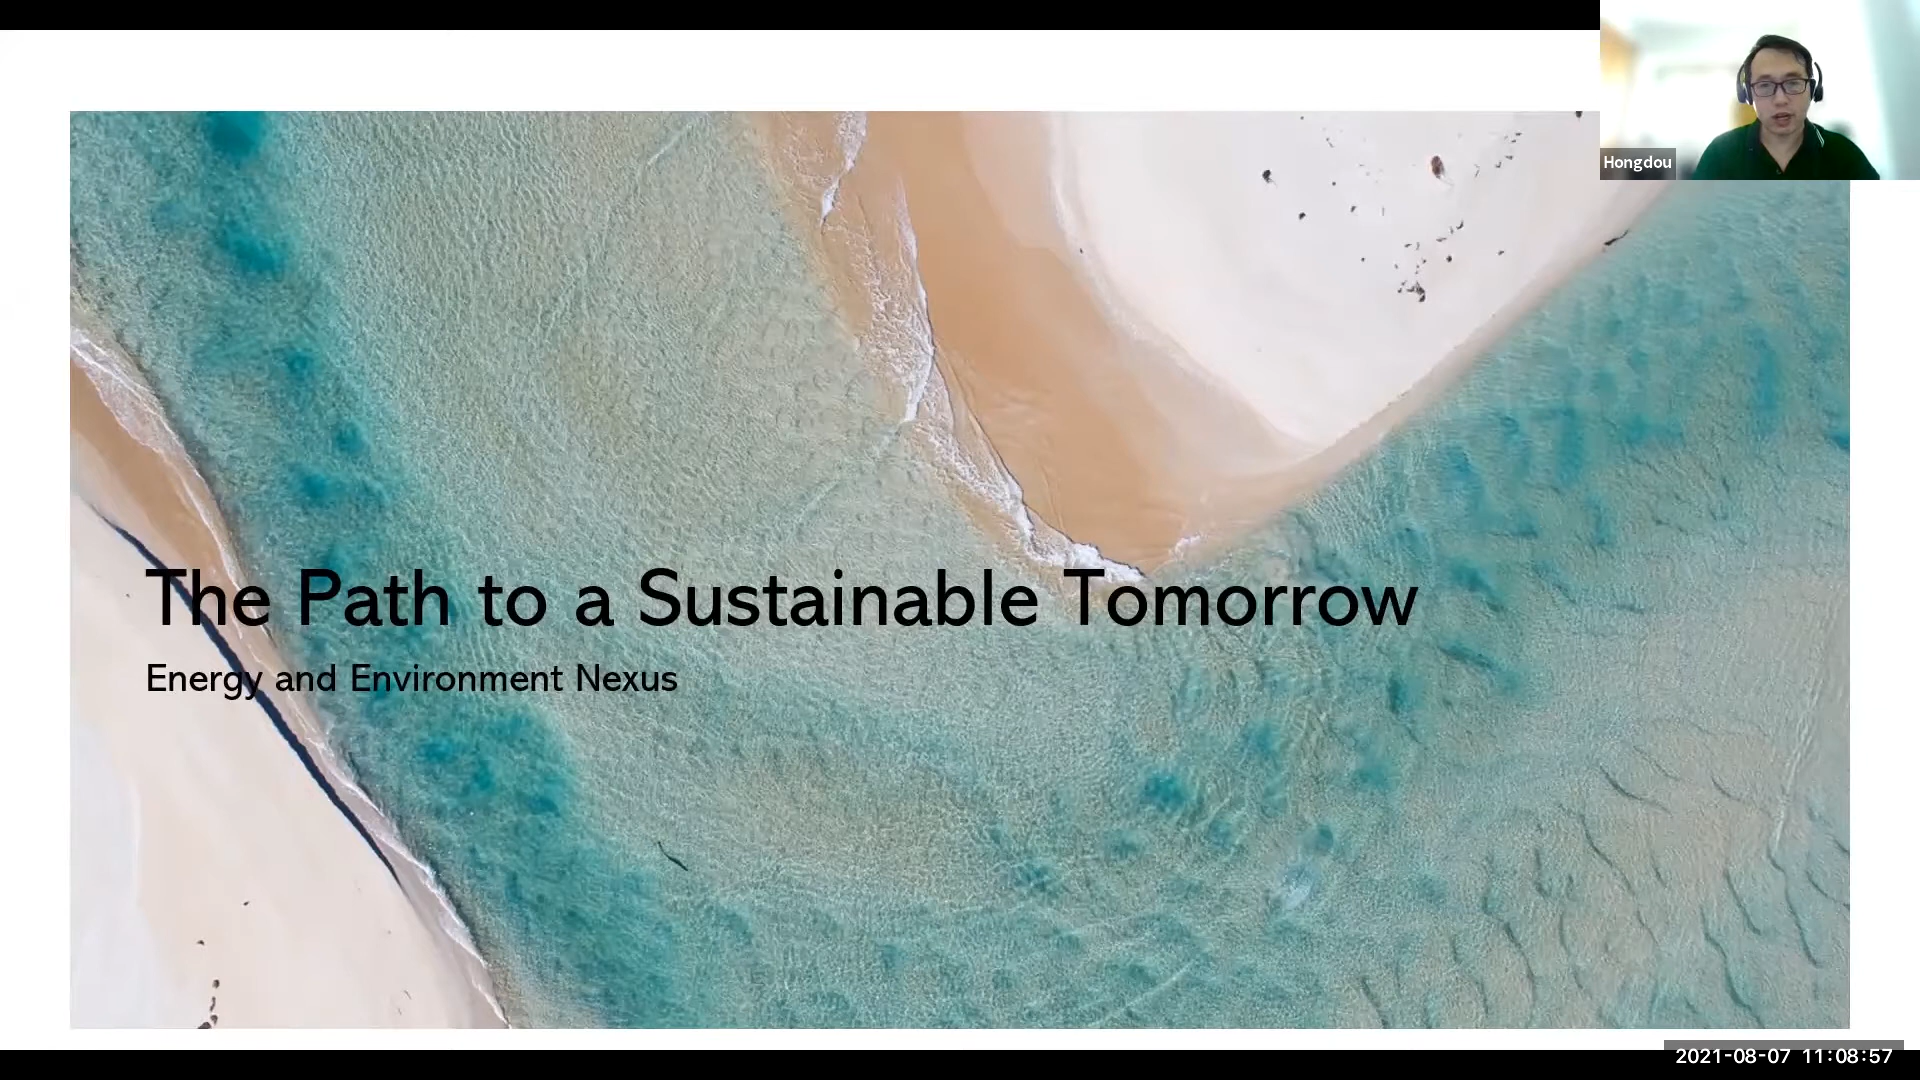 Hongdou
The Path to a Sustainable Tomorrow
Energy and Environment Nexus
2021-08-07 11:08:57